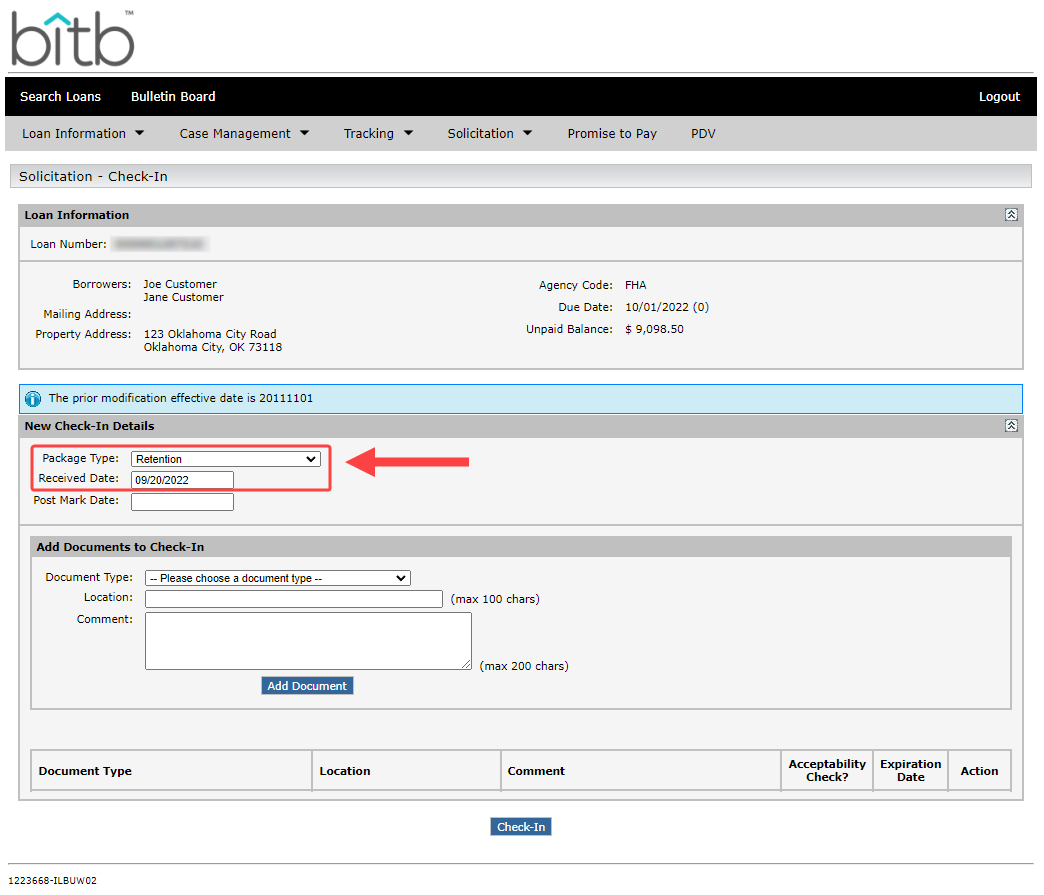 bitb™
Search Loans Bulletin Board Logout
Loan Information Case Management Tracking Solicitation Promise to Pay PDV
Solicitation - Check-In
Loan Information
Loan Number:
Borrowers: Joe Customer Agency Code: FHA
Jane Customer
Due Date: 10/01/2022 (0)
Mailing Address:
Unpaid Balance: $ 9,098.50
Property Address: 123 Oklahoma City Road
Oklahoma City, OK 73118
The prior modification effective date is 20111101
New Check-In Details
Package Type: Retention
Received Date: 09/20/2022
Post Mark Date:
Add Documents to Check-In
Document Type: -- Please choose a document type --
Location: (max 100 chars)
Comment:
(max 200 chars)
Add Document
Document Type Location Comment Acceptability Check? Expiration Date Action
Check-In
1223668-ILBUW02